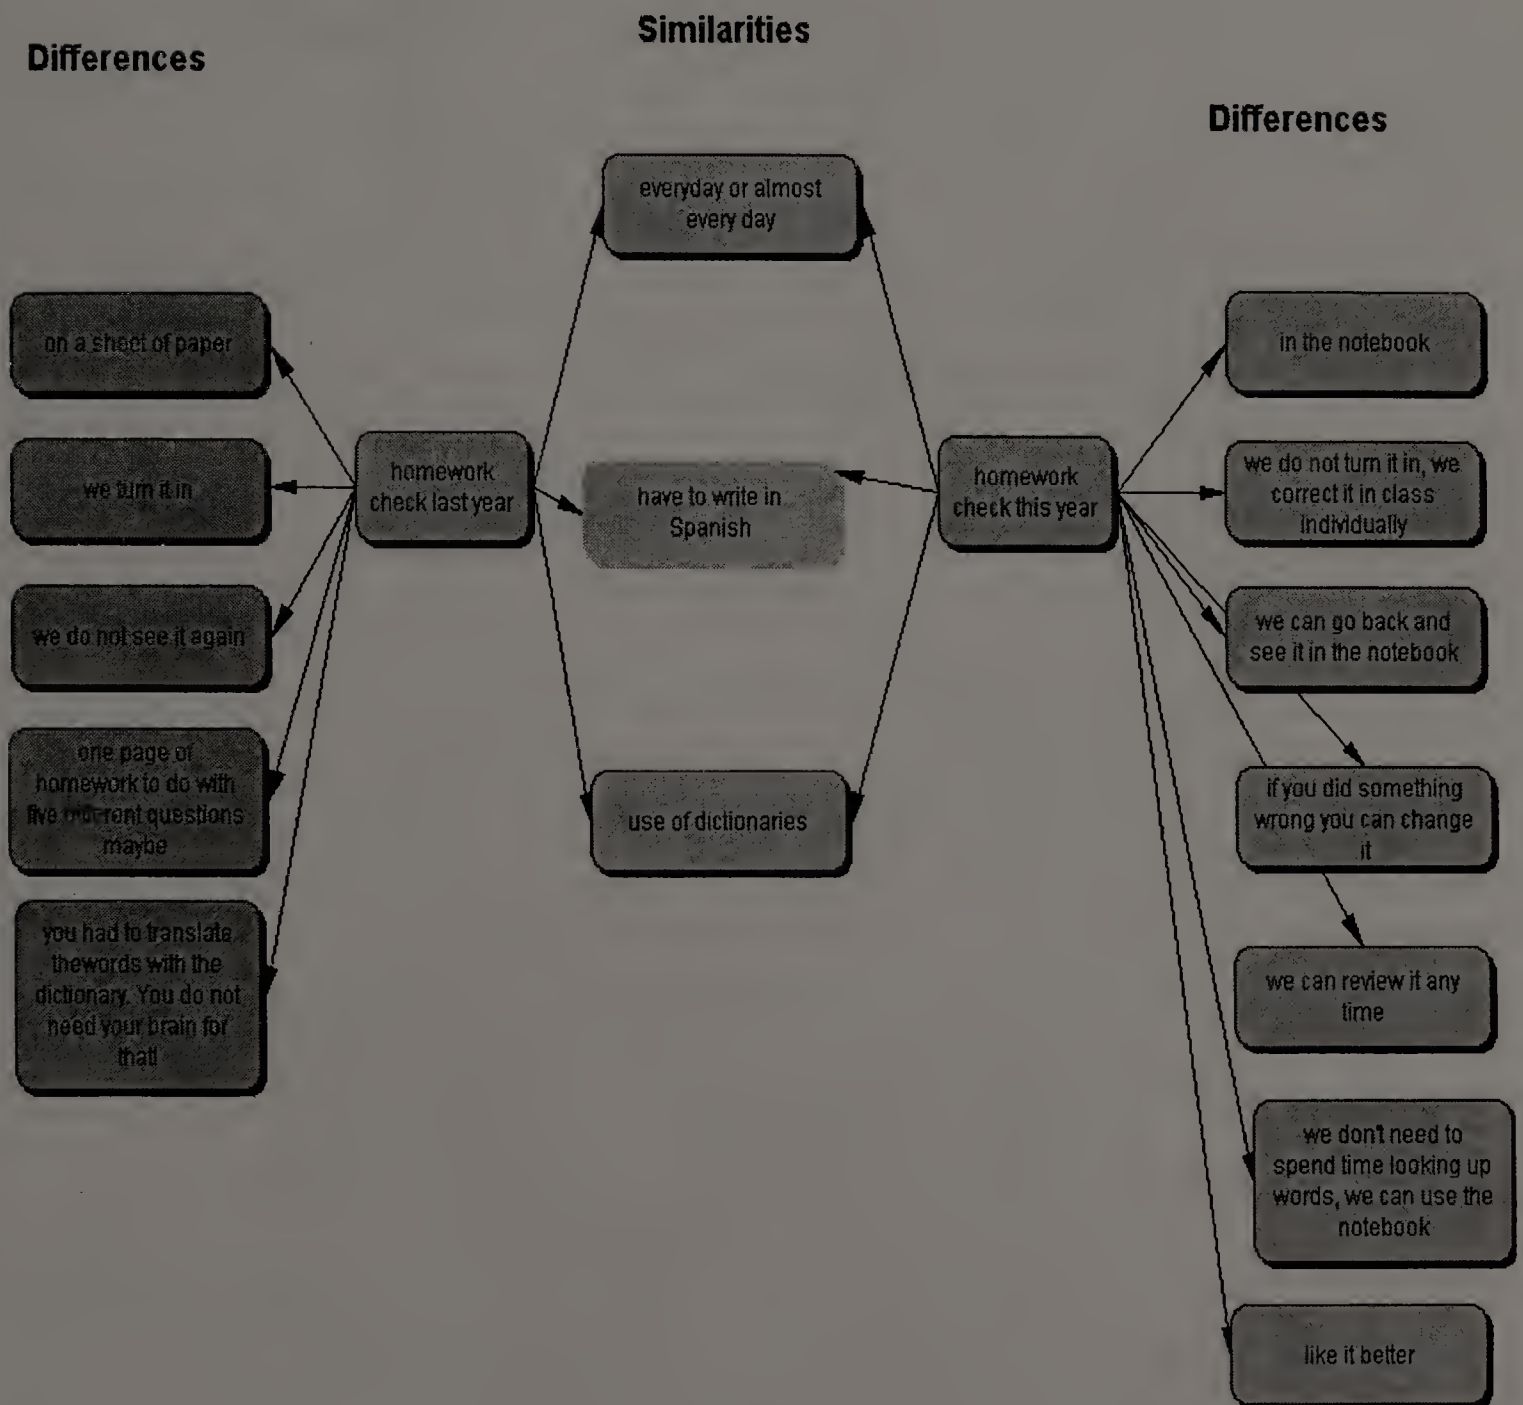 Similarities
Differences
Differences
everyday or almost
every day
on a sheet of paper
we turn it in
we do not see it again
one page of
homework to do with
five different questions
maybe
you had to translate
thewords with the
dictionary. You do not
need your brain for
that!
homework
check last year
have to write in
Spanish
use of dictionaries
homework
check this year
in the notebook
we do not turn it in, we
correct it in class
individually
we can go back and
see it in the notebook
if you did something
wrong you can change
it
we can review it any
time
we don't need to
spend time looking up
words, we can use the
notebook
like it better